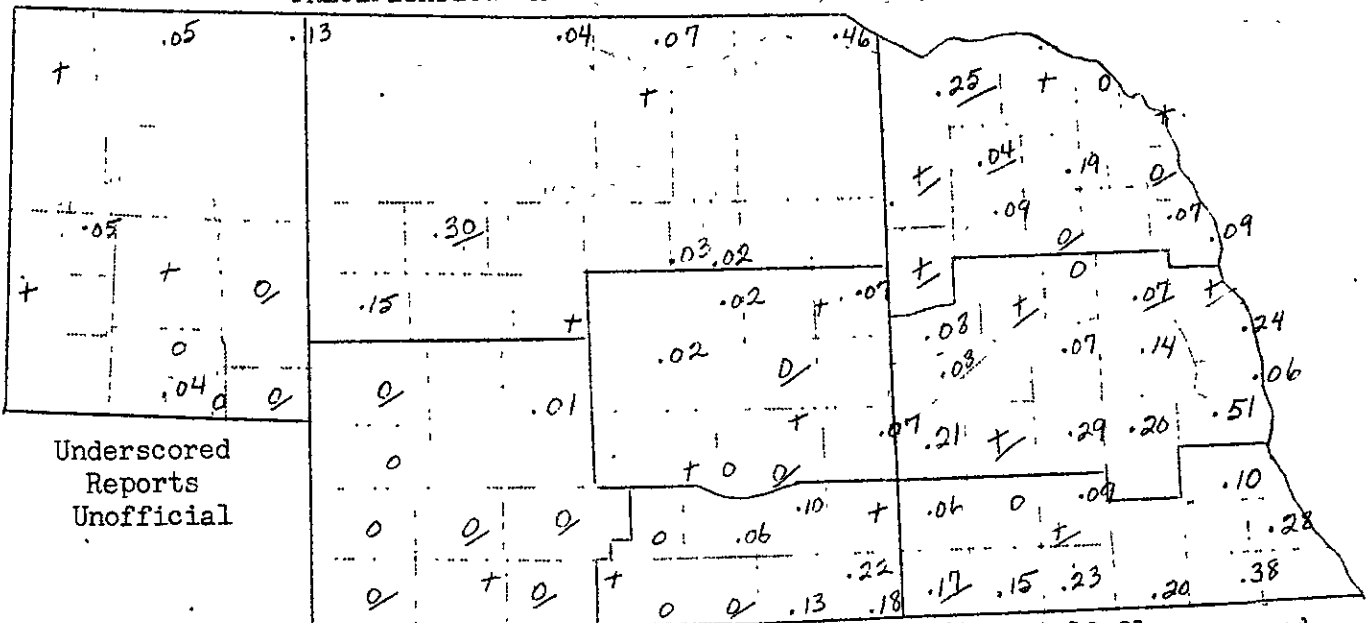 .05 .13 .04 .07 .46
+ + .25 + 0
+
+ .04 .19 0
.05 .30 .09 .07 .09
0
.03 .02 + 0
+ + 0 .15 + .02 + .07 .08 + .07 + .24
0 .02 0 .08 .07 .14 .06
.04 0 0 0 .01 + .07 .21 + .29 .20 .51
Underscored
Reports
Unofficial
0 + 0 0
0 0 0 0 .06 .10 + .06 0 .09 + .10 .28
0 + 0 + 0 0 .13 .22 .18 .17 .15 .23 .20 .38